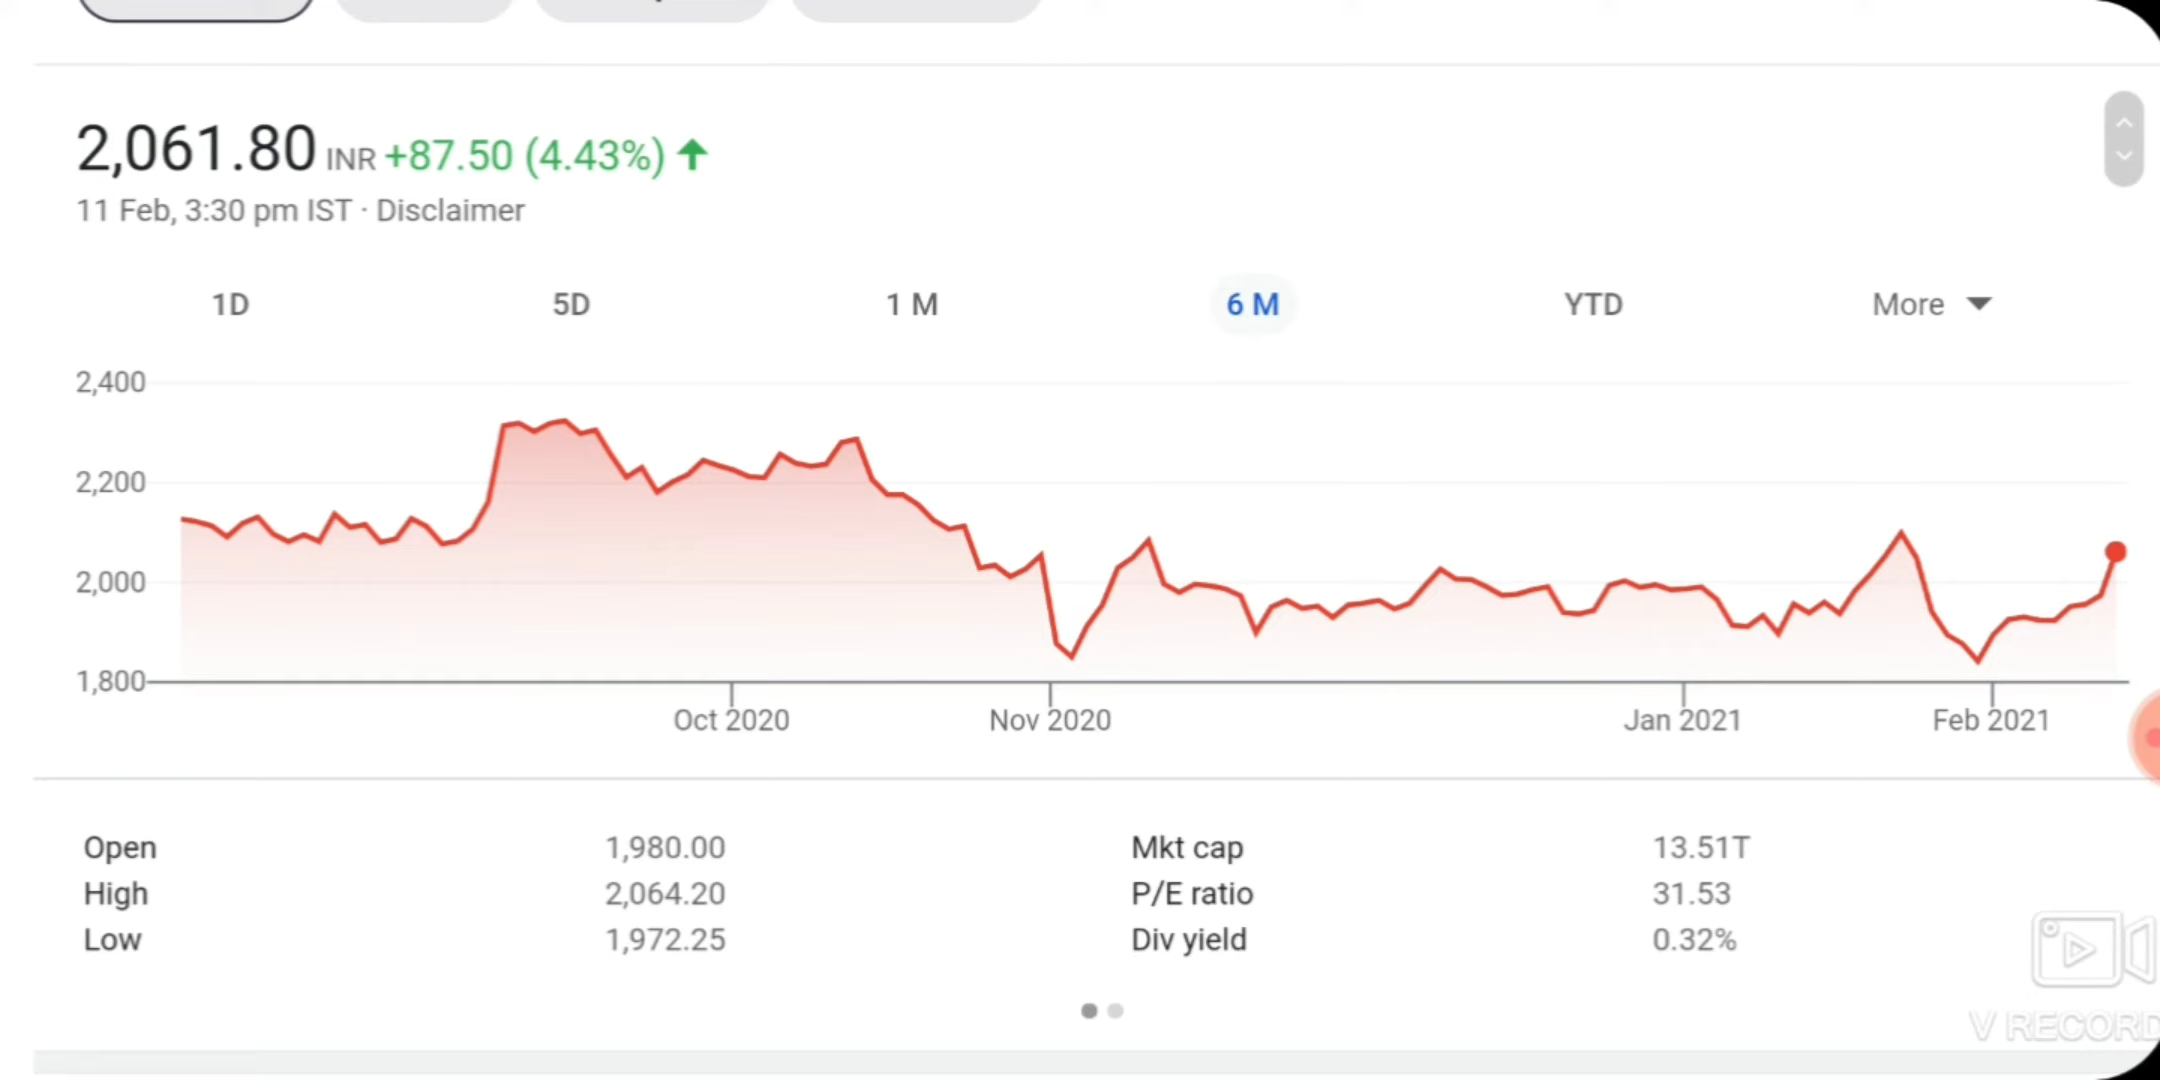 2,061.80 INR +87.50 (4.43%)
11 Feb, 3:30 pm IST · Disclaimer
1D 5D 1 M 6 M YTD More
2,400
2,200
2,000
1,800
Oct 2020 Nov 2020 Jan 2021 Feb 2021
Open 1,980.00 Mkt cap 13.51T
High 2,064.20 P/E ratio 31.53
Low 1,972.25 Div yield 0.32%
V RECORD